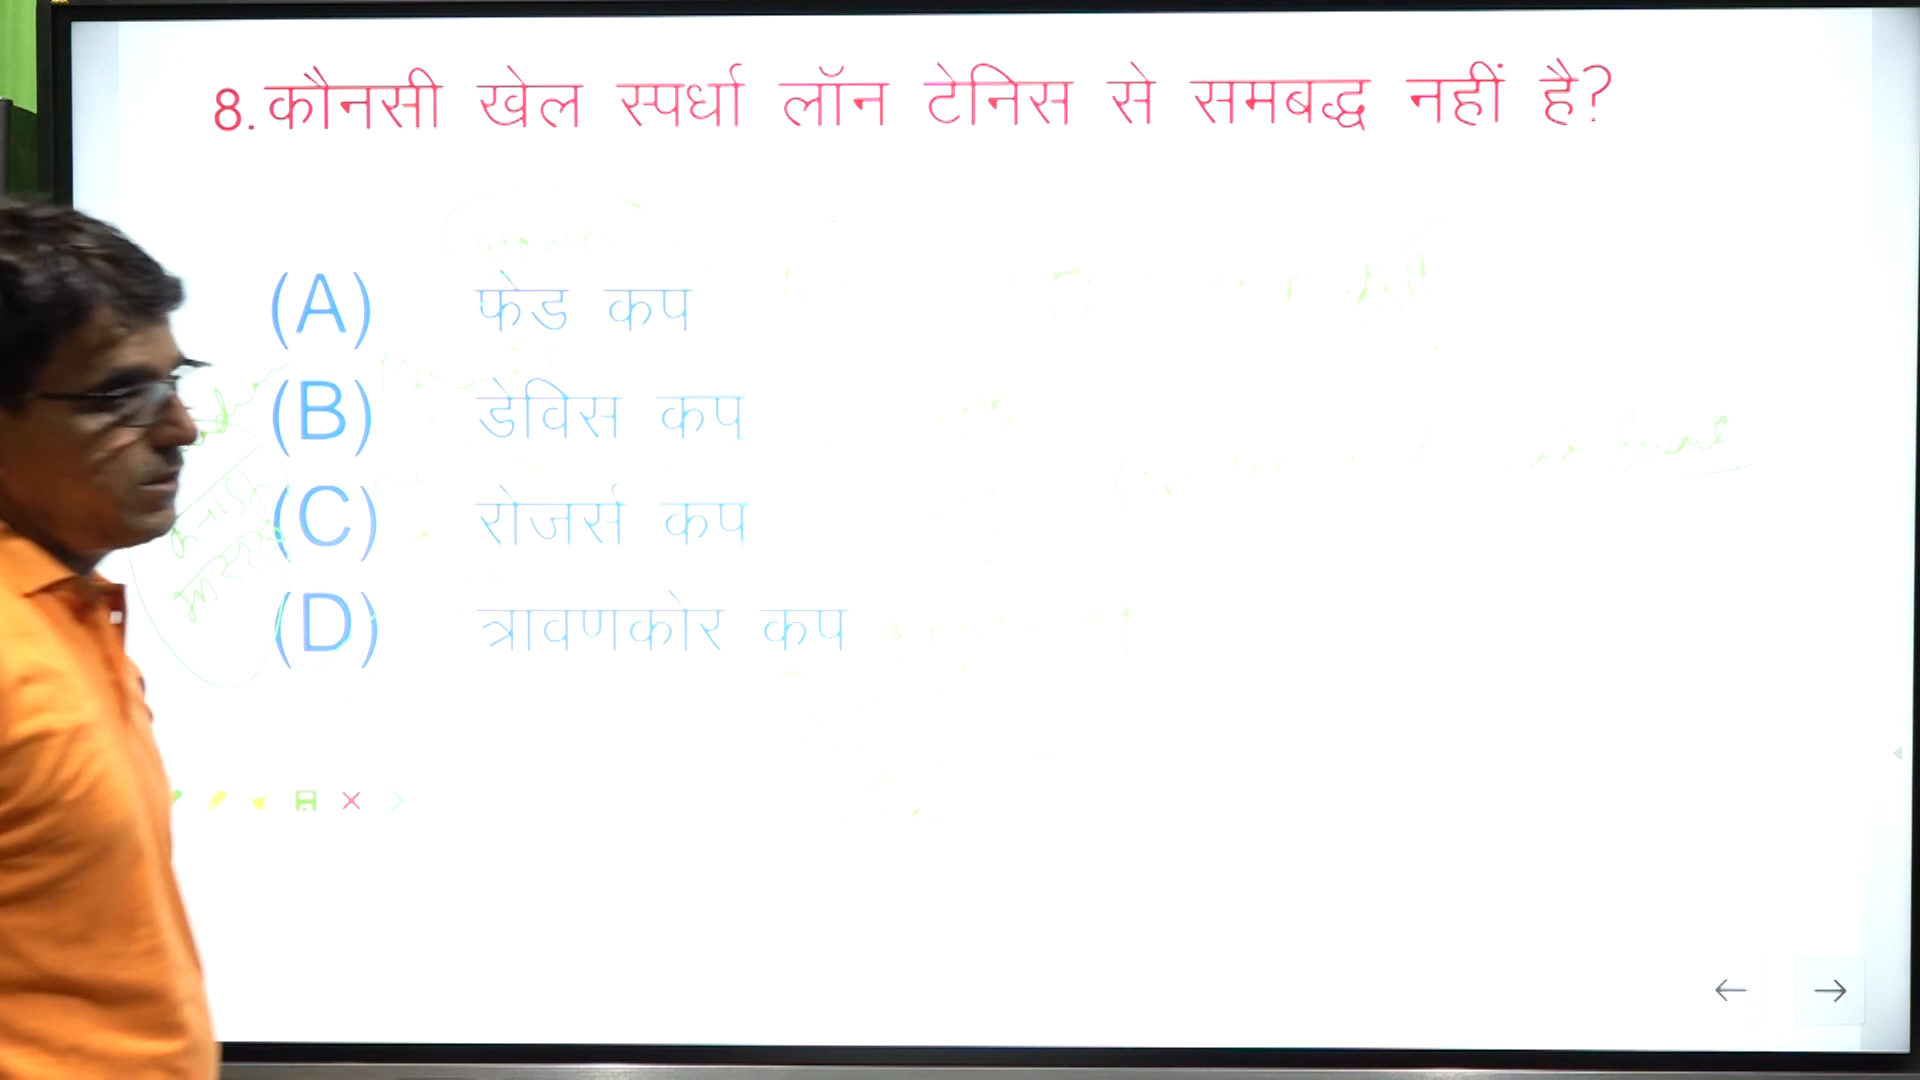 8. कौनसी खेल स्पर्धा लॉन टेनिस से समबद्ध नहीं है?
(A) फेड कप
(B) डेविस कप
(C) रोजर्स कप
(D) त्रावणकोर कप